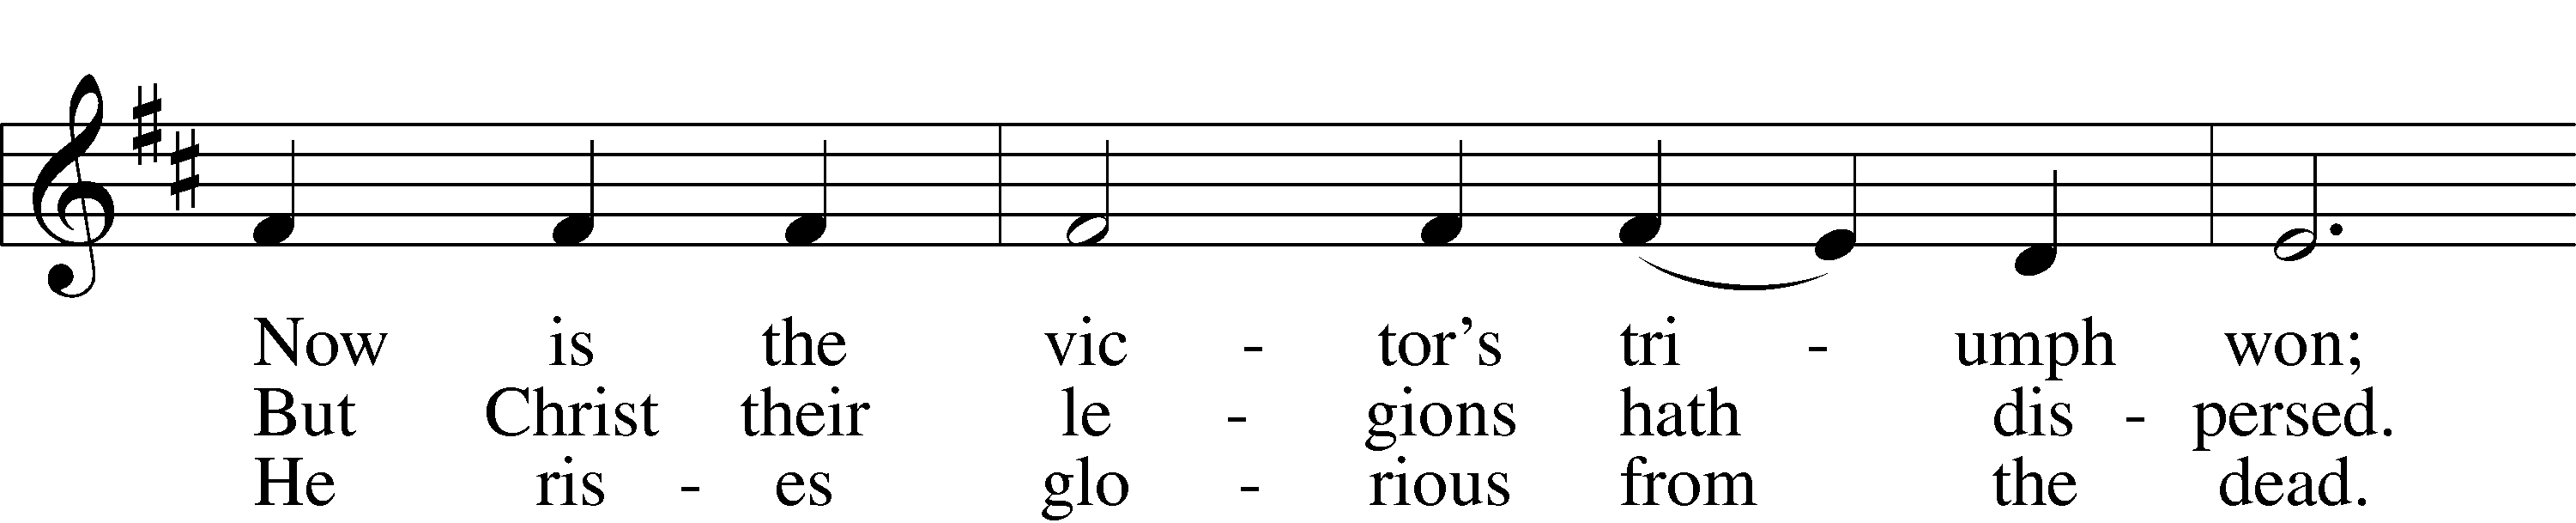 Now is the vic - tor's tri - umph won;
But Christ their le - gions hath dis - persed.
He ris - es glo - rious from the dead.